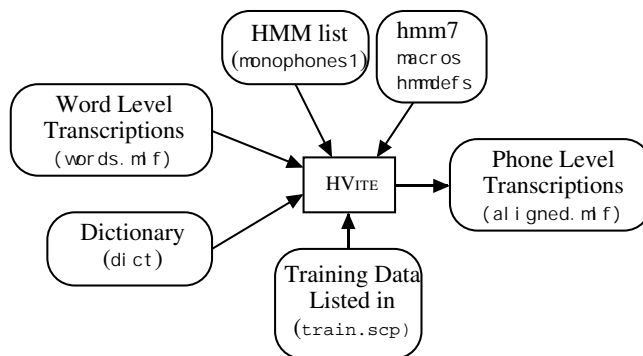 HMM list
(monophones1)
hmm7
macros
hmmdefs
Word Level
Transcriptions
(words.mlf)
HVITE
Phone Level
Transcriptions
(aligned.mlf)
Dictionary
(dict)
Training Data
Listed in
(train.scp)